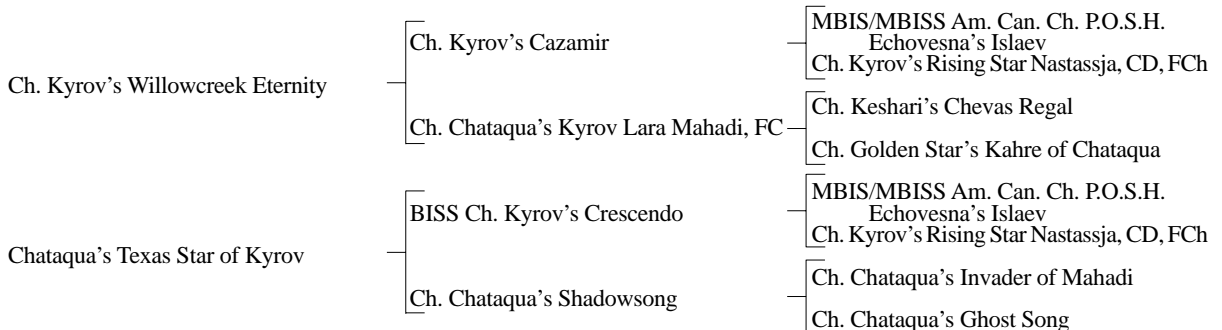 MBIS/MBISS Am. Can. Ch. P.O.S.H.
Echovesna’s Islaev
Ch. Kyrov’s Cazamir
Ch. Kyrov’s Rising Star Nastassja, CD, FCh
Ch. Kyrov’s Willowcreek Eternity
Ch. Keshari’s Chevas Regal
Ch. Chataqua’s Kyrov Lara Mahadi, FC
Ch. Golden Star’s Kahre of Chataqua
MBIS/MBISS Am. Can. Ch. P.O.S.H.
Echovesna’s Islaev
BISS Ch. Kyrov’s Crescendo
Ch. Kyrov’s Rising Star Nastassja, CD, FCh
Chataqua’s Texas Star of Kyrov
Ch. Chataqua’s Invader of Mahadi
Ch. Chataqua’s Shadowsong
Ch. Chataqua’s Ghost Song